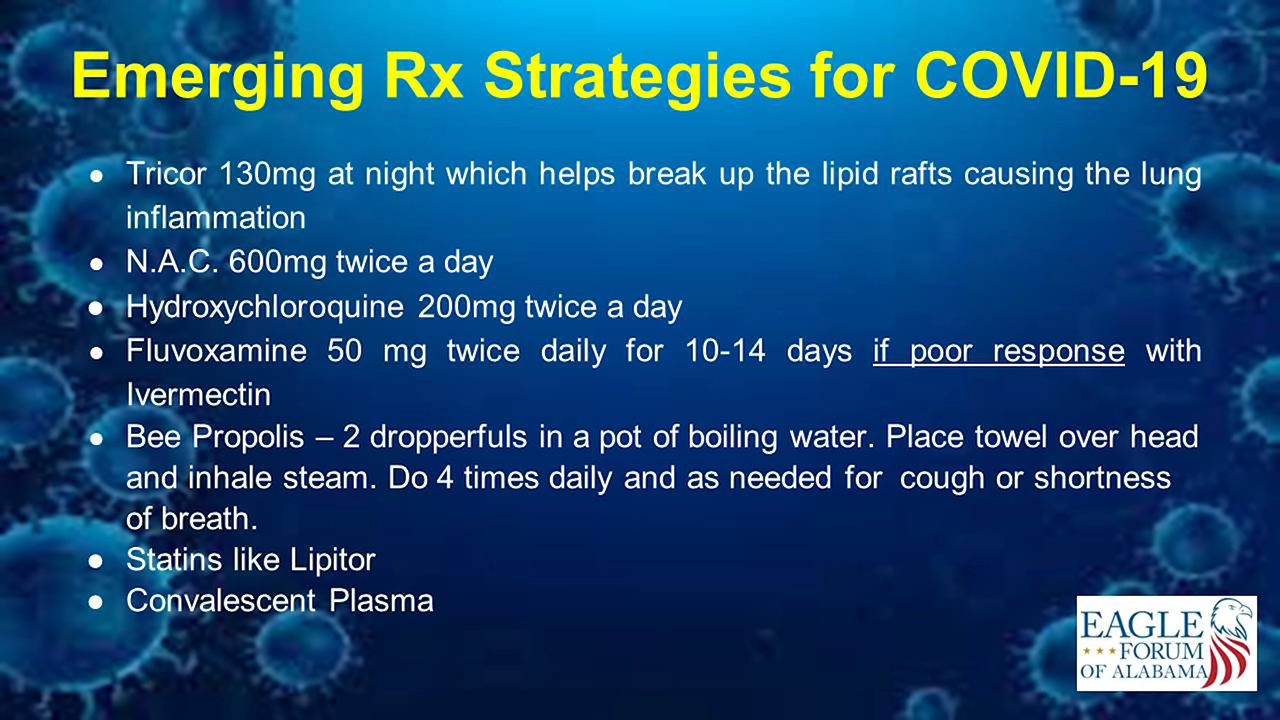 Emerging Rx Strategies for COVID-19
● Tricor 130mg at night which helps break up the lipid rafts causing the lung
inflammation
● N.A.C. 600mg twice a day
● Hydroxychloroquine 200mg twice a day
● Fluvoxamine 50 mg twice daily for 10-14 days if poor response with
Ivermectin
● Bee Propolis – 2 dropperfuls in a pot of boiling water. Place towel over head
and inhale steam. Do 4 times daily and as needed for cough or shortness
of breath.
● Statins like Lipitor
● Convalescent Plasma
EAGLE
FORUM
OF ALABAMA